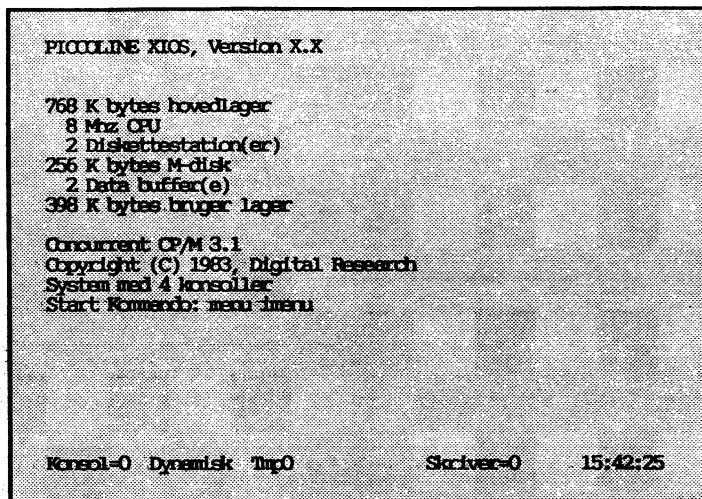 PICCOLINE XIOS, Version X.X
768 K bytes hovedlager
8 Mhz CPU
2 Diskettestation(er)
256 K bytes M-disk
2 Data buffer(e)
398 K bytes bruger lager
Concurrent CP/M 3.1
Copyright (C) 1983, Digital Research
System med 4 konsoller
Start Kommando: menu imenu
Konsol=0 Dynamisk Tmp0 Skriver=0 15:42:25